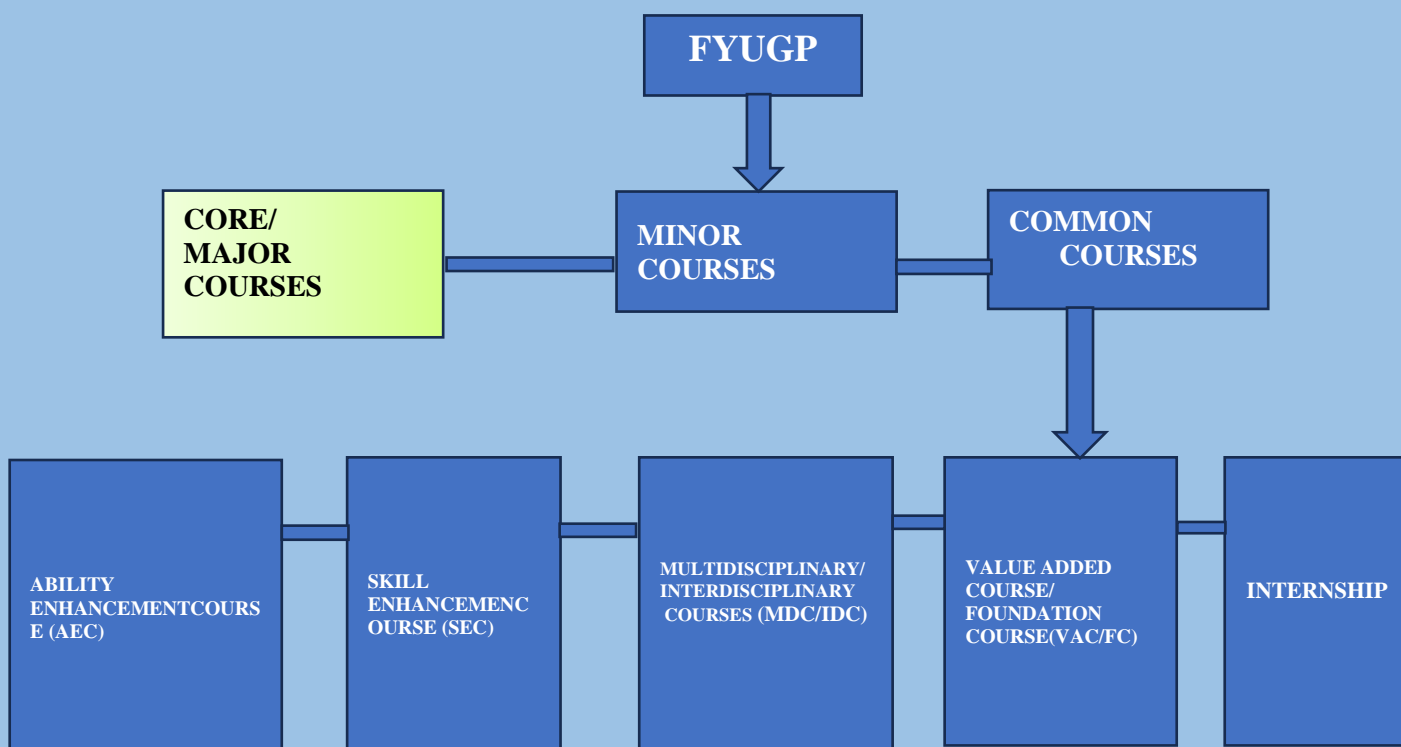 FYUGP
CORE/
MAJOR
COURSES
MINOR
COURSES
COMMON
COURSES
ABILITY
ENHANCEMENTCOURS
E (AEC)
SKILL
ENHANCEMENC
OURSE (SEC)
MULTIDISCIPLINARY/
INTERDISCIPLINARY
COURSES (MDC/IDC)
VALUE ADDED
COURSE/
FOUNDATION
COURSE(VAC/FC)
INTERNSHIP